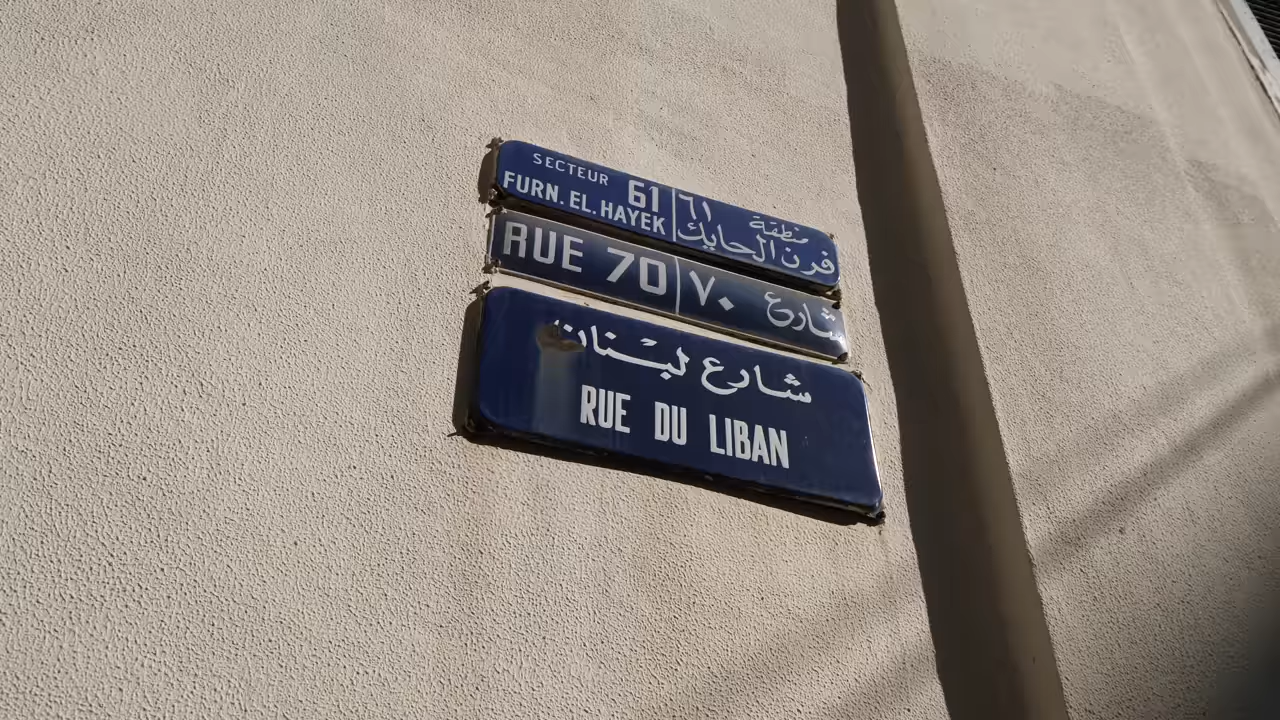 SECTEUR 61
FURN. EL. HAYEK
منطقة ٦١
فرن الحايك
RUE 70
شارع ٧٠
شارع لبنان
RUE DU LIBAN